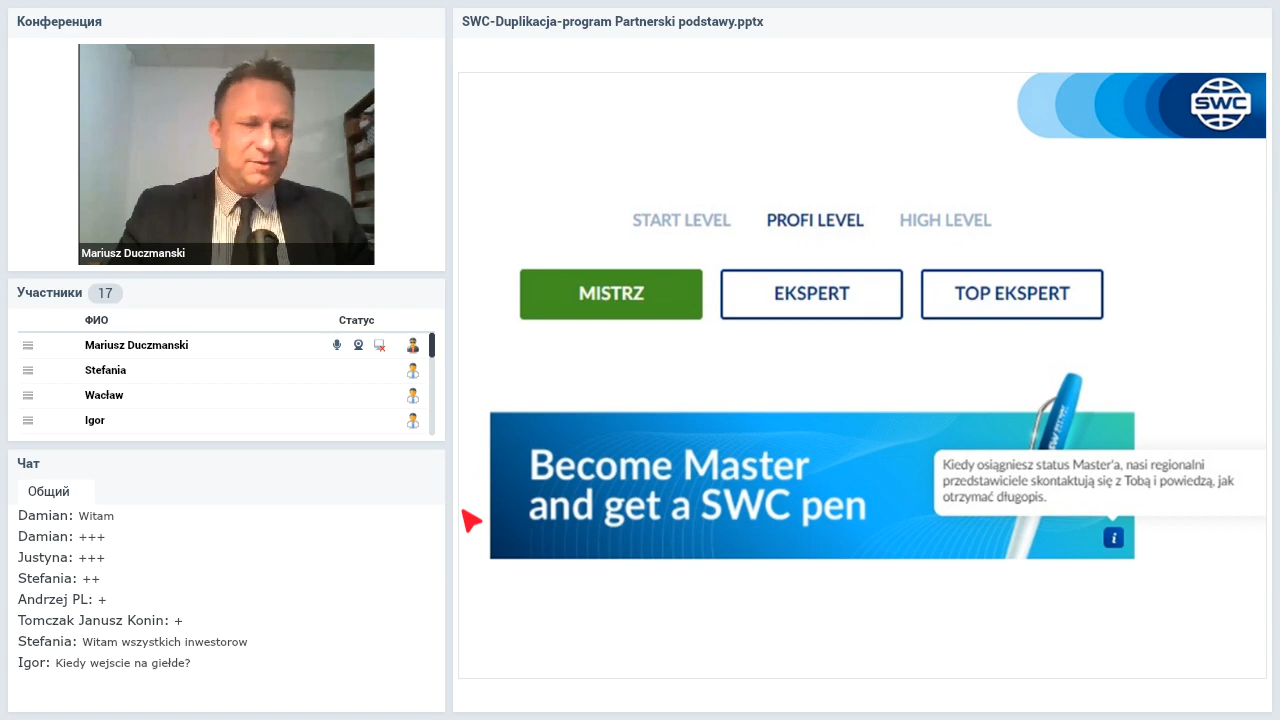 Конференция
Mariusz Duczmanski
Участники 17
ФИО Статус
Mariusz Duczmanski
Stefania
Wacław
Igor
Чат
Общий
Damian: Witam
Damian: +++
Justyna: +++
Stefania: ++
Andrzej PL: +
Tomczak Janusz Konin: +
Stefania: Witam wszystkich inwestorow
Igor: Kiedy wejscie na giełde?
SWC-Duplikacja-program Partnerski podstawy.pptx
SWC
START LEVEL PROFI LEVEL HIGH LEVEL
MISTRZ EKSPERT TOP EKSPERT
Become Master
and get a SWC pen
Kiedy osiągniesz status Master'a, nasi regionalni
przedstawiciele skontaktują się z Tobą i powiedzą, jak
otrzymać długopis.
i